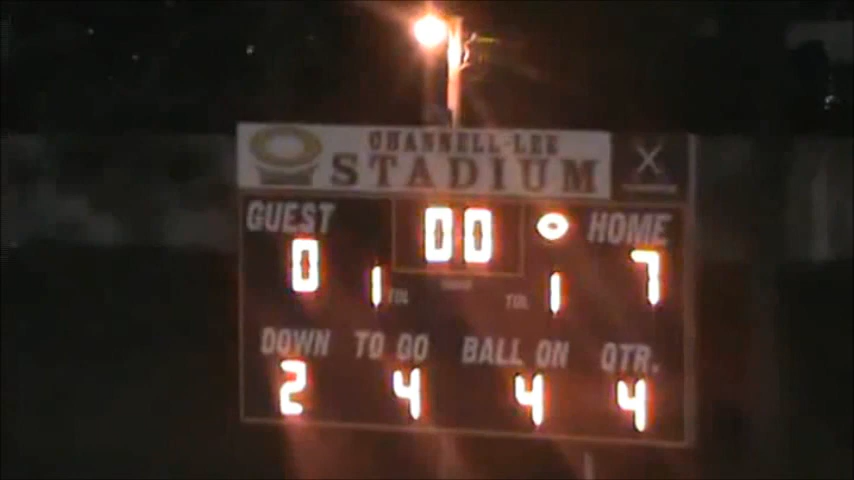 CHANNELL-LEE
STADIUM
GUEST 00 HOME
0 1 TOL TOL 1 7
DOWN TO GO BALL ON QTR.
2 4 4 4